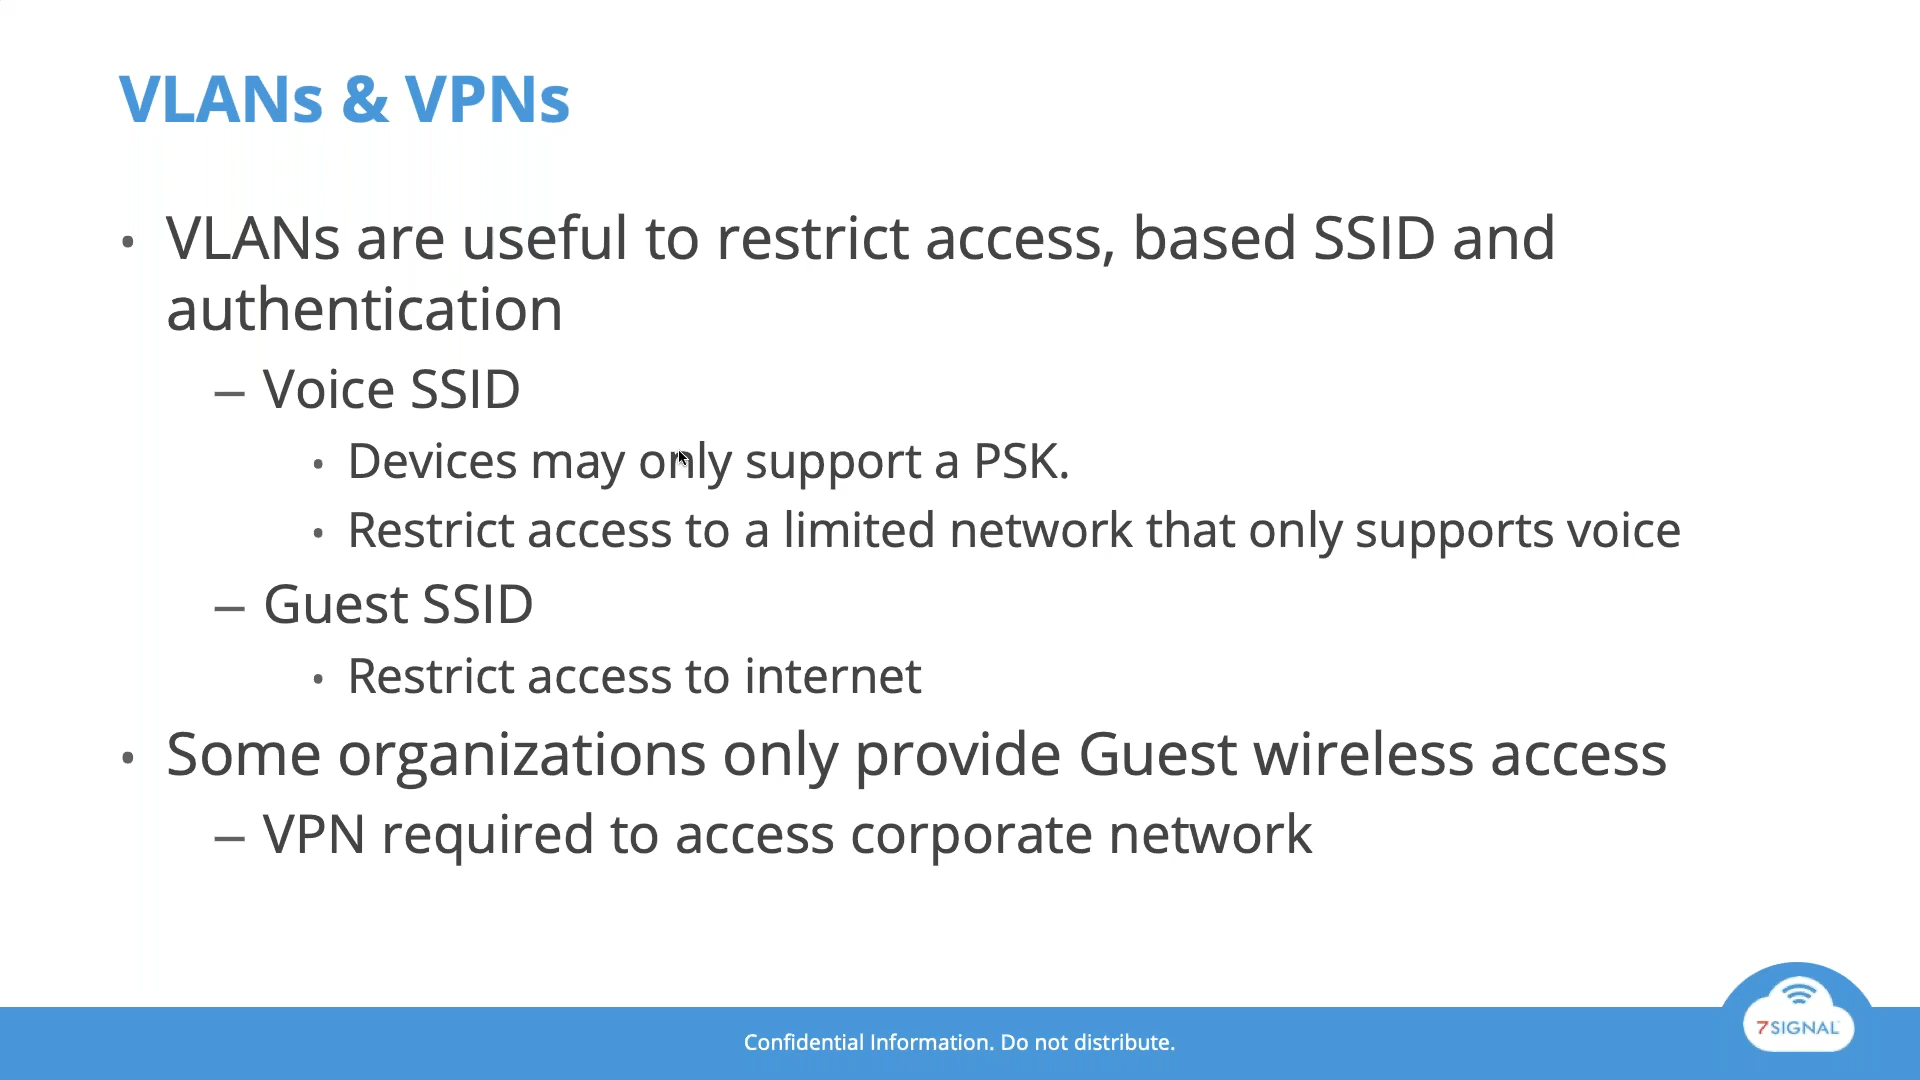 VLANs & VPNs
• VLANs are useful to restrict access, based SSID and
authentication
– Voice SSID
• Devices may only support a PSK.
• Restrict access to a limited network that only supports voice
– Guest SSID
• Restrict access to internet
• Some organizations only provide Guest wireless access
– VPN required to access corporate network
7SIGNAL
Confidential Information. Do not distribute.